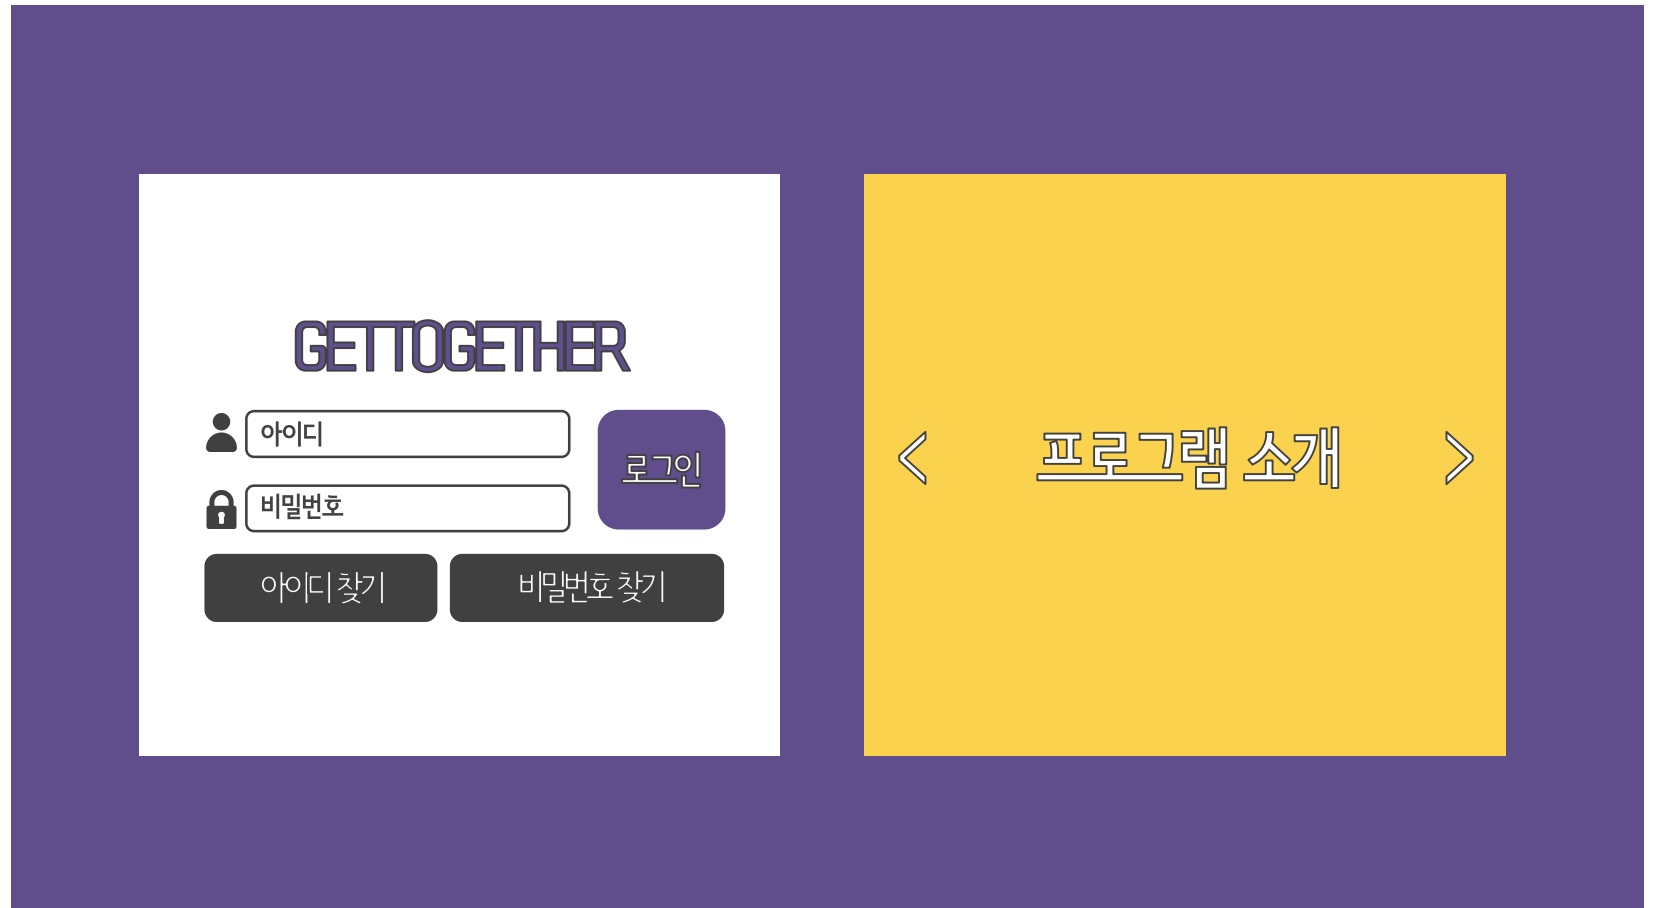 GETTOGETHER
아이디
로그인
비밀번호
아이디 찾기
비밀번호 찾기
< 프로그램 소개 >